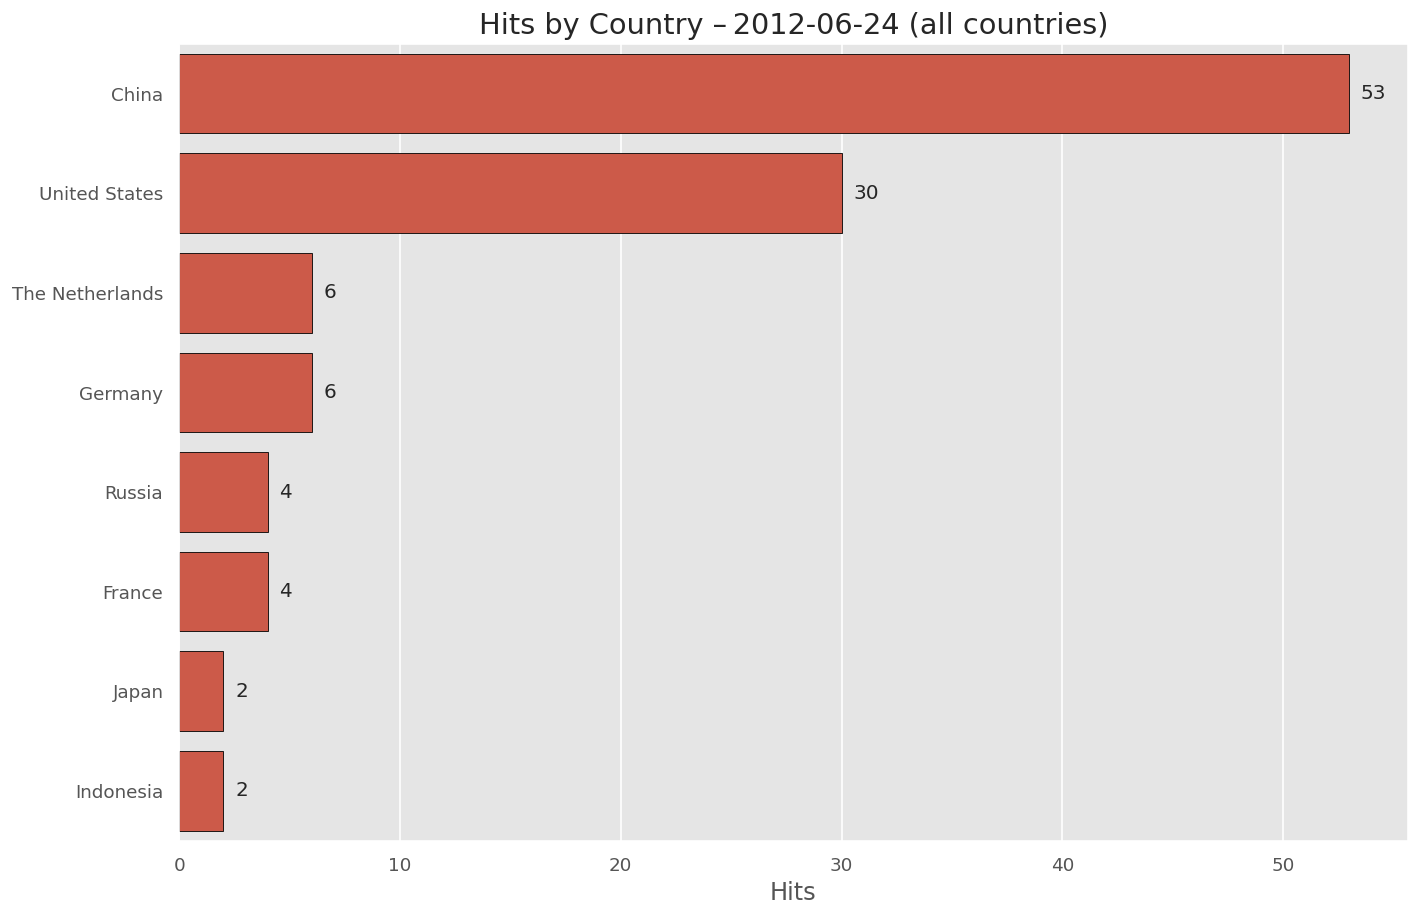 Hits by Country – 2012-06-24 (all countries)
China 53
United States 30
The Netherlands 6
Germany 6
Russia 4
France 4
Japan 2
Indonesia 2
0 10 20 30 40 50
Hits